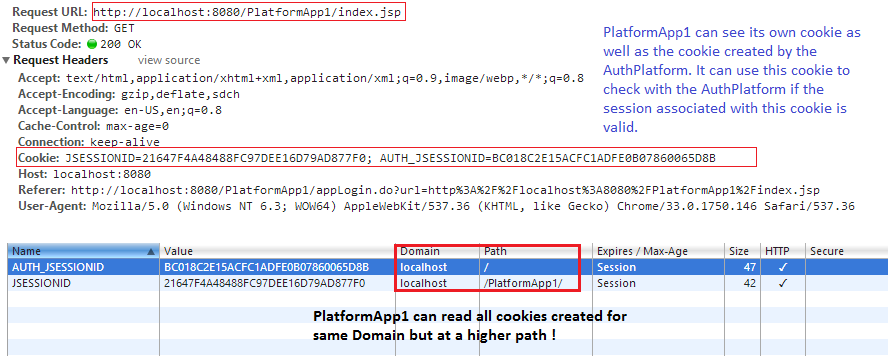 Request URL: http://localhost:8080/PlatformApp1/index.jsp
Request Method: GET
Status Code: 200 OK
Request Headers view source
Accept: text/html,application/xhtml+xml,application/xml;q=0.9,image/webp,*/*;q=0.8
Accept-Encoding: gzip,deflate,sdch
Accept-Language: en-US,en;q=0.8
Cache-Control: max-age=0
Connection: keep-alive
Cookie: JSESSIONID=21647F4A48488FC97DEE16D79AD877F0; AUTH_JSESSIONID=BC018C2E15ACFC1ADFE0B07860065D8B
Host: localhost:8080
Referer: http://localhost:8080/PlatformApp1/appLogin.do?url=http%3A%2F%2Flocalhost%3A8080%2FPlatformApp1%2Findex.jsp
User-Agent: Mozilla/5.0 (Windows NT 6.3; WOW64) AppleWebKit/537.36 (KHTML, like Gecko) Chrome/33.0.1750.146 Safari/537.36
PlatformApp1 can see its own cookie as
well as the cookie created by the
AuthPlatform. It can use this cookie to
check with the AuthPlatform if the
session associated with this cookie is
valid.
Name Value Domain Path Expires / Max-Age Size HTTP Secure
AUTH_JSESSIONID BC018C2E15ACFC1ADFE0B07860065D8B localhost / Session 47 ✓
JSESSIONID 21647F4A48488FC97DEE16D79AD877F0 localhost /PlatformApp1/ Session 42 ✓
PlatformApp1 can read all cookies created for
same Domain but at a higher path !